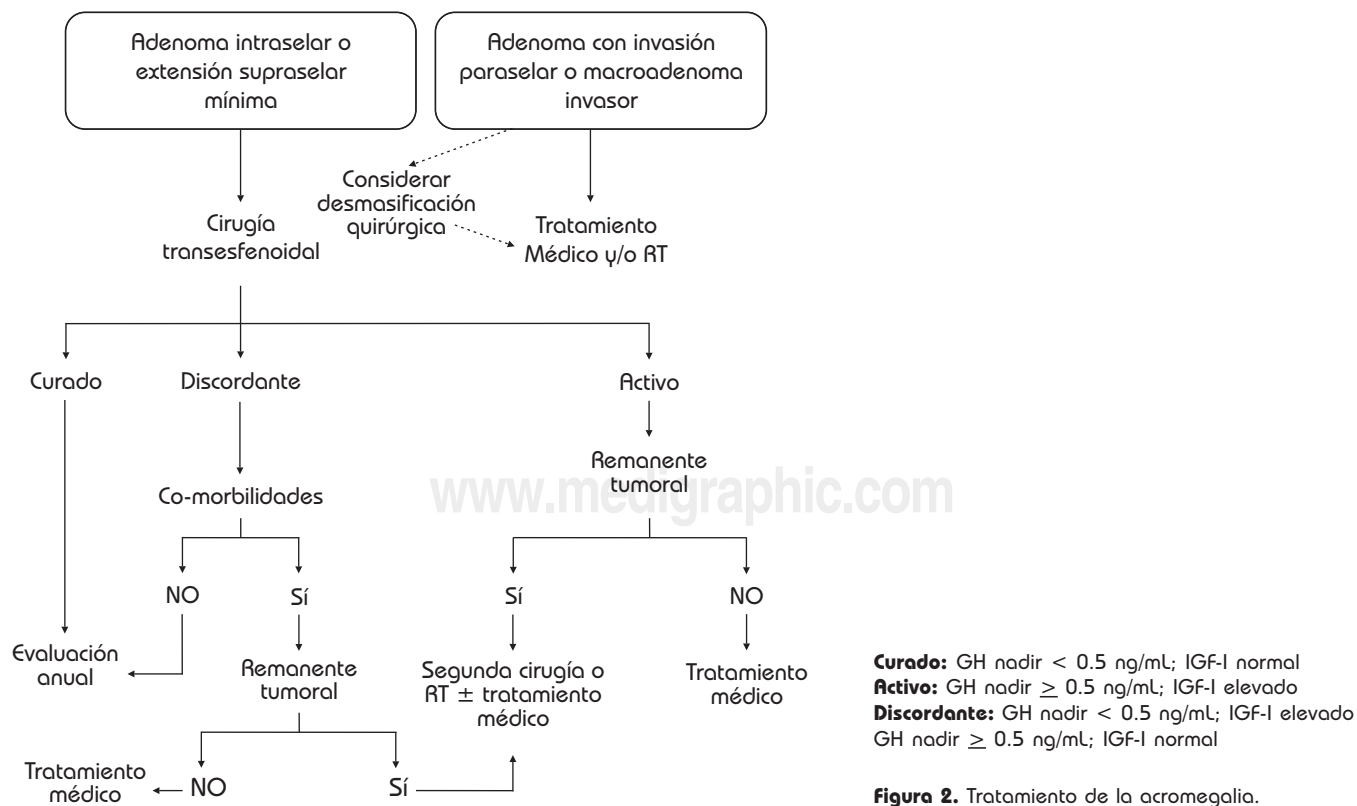 Adenoma intraselar o
extensión supraselar
mínima
Adenoma con invasión
paraselar o macroadenoma
invasor
Considerar
desmasificación
quirúrgica
Cirugía
transesfenoidal
Tratamiento
Médico y/o RT
Curado
Discordante
Activo
Remanente
tumoral
Co-morbilidades
www.medigraphic.com
NO
Sí
Sí
NO
Evaluación
anual
Remanente
tumoral
Segunda cirugía o
RT ± tratamiento
médico
Tratamiento
médico
Tratamiento
médico
NO
Sí
Curado: GH nadir < 0.5 ng/mL; IGF-I normal
Activo: GH nadir ≥ 0.5 ng/mL; IGF-I elevado
Discordante: GH nadir < 0.5 ng/mL; IGF-I elevado
GH nadir ≥ 0.5 ng/mL; IGF-I normal
Figura 2. Tratamiento de la acromegalia.